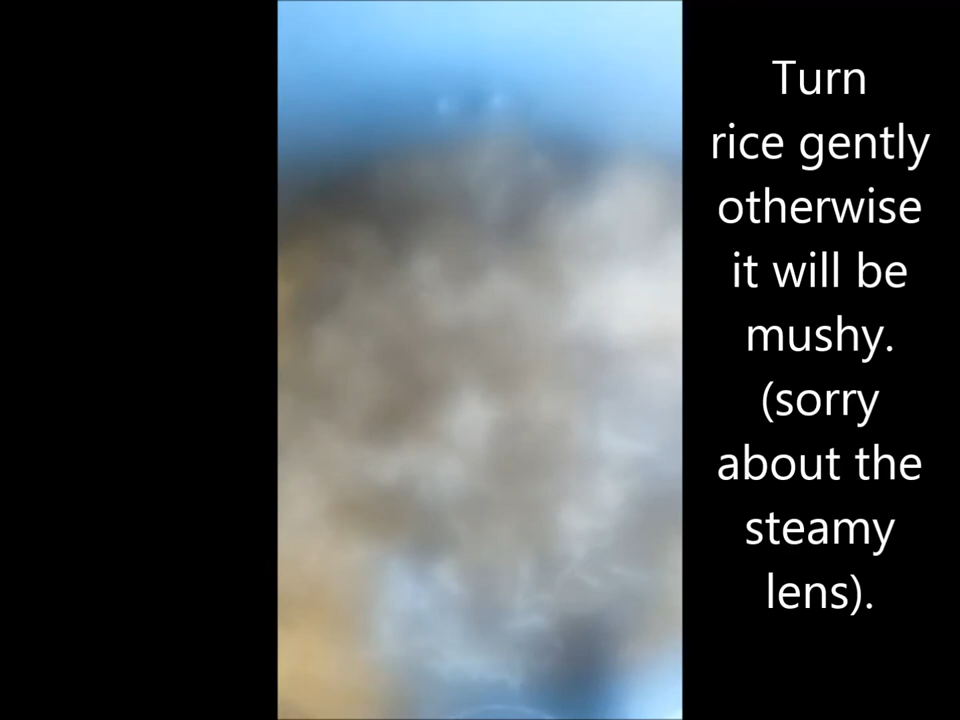 Turn
rice gently
otherwise
it will be
mushy.
(sorry
about the
steamy
lens).